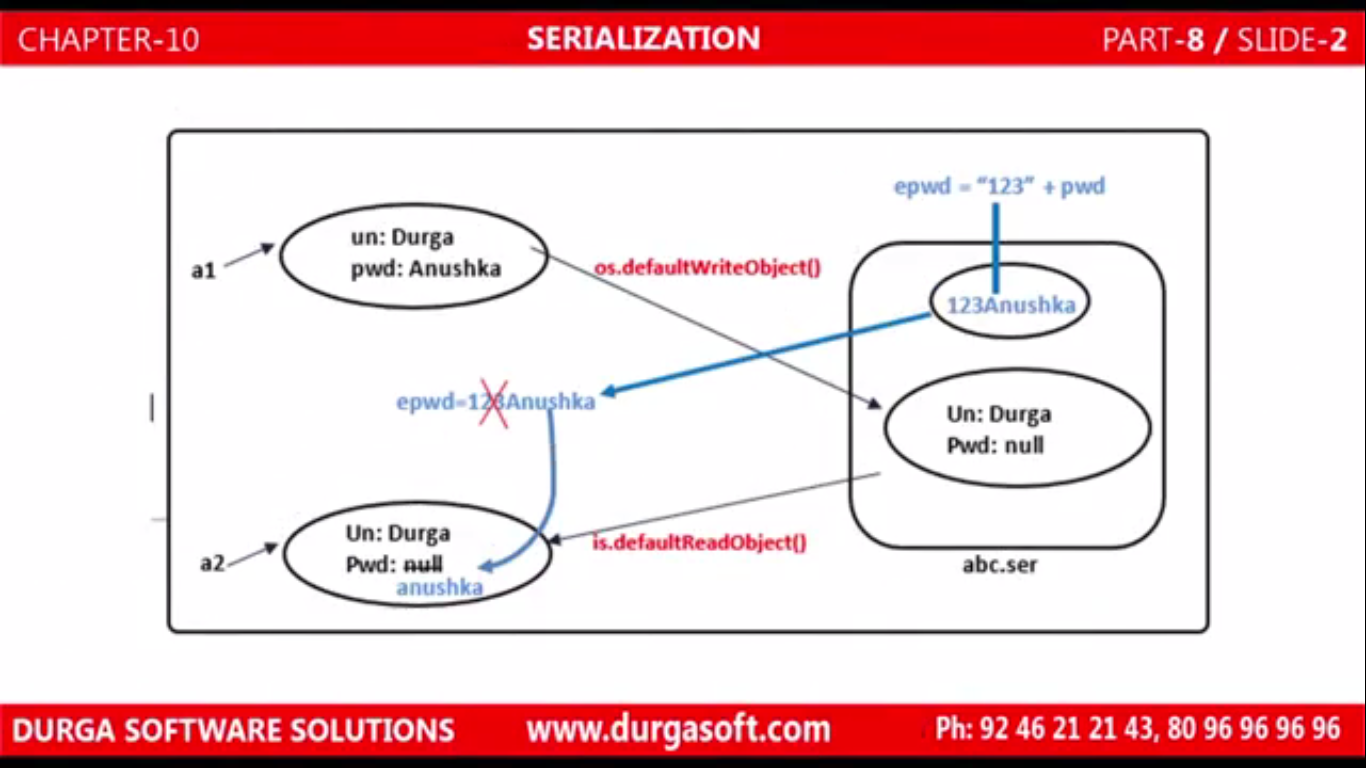 CHAPTER-10
SERIALIZATION
PART-8 / SLIDE-2
epwd = “123” + pwd
a1
un: Durga
pwd: Anushka
os.defaultWriteObject()
123Anushka
epwd=123Anushka
Un: Durga
Pwd: null
a2
Un: Durga
Pwd: null
anushka
is.defaultReadObject()
abc.ser
DURGA SOFTWARE SOLUTIONS
www.durgasoft.com
Ph: 92 46 21 21 43, 80 96 96 96 96